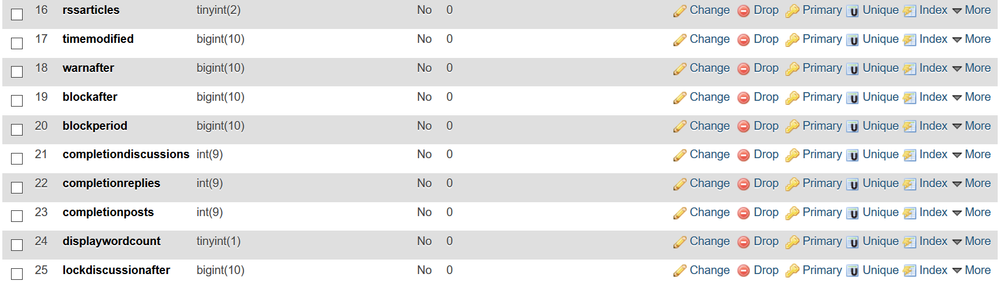 16 rssarticles tinyint(2) No 0 Change Drop Primary Unique Index More
17 timemodified bigint(10) No 0 Change Drop Primary Unique Index More
18 warnafter bigint(10) No 0 Change Drop Primary Unique Index More
19 blockafter bigint(10) No 0 Change Drop Primary Unique Index More
20 blockperiod bigint(10) No 0 Change Drop Primary Unique Index More
21 completiondiscussions int(9) No 0 Change Drop Primary Unique Index More
22 completionreplies int(9) No 0 Change Drop Primary Unique Index More
23 completionposts int(9) No 0 Change Drop Primary Unique Index More
24 displaywordcount tinyint(1) No 0 Change Drop Primary Unique Index More
25 lockdiscussionafter bigint(10) No 0 Change Drop Primary Unique Index More